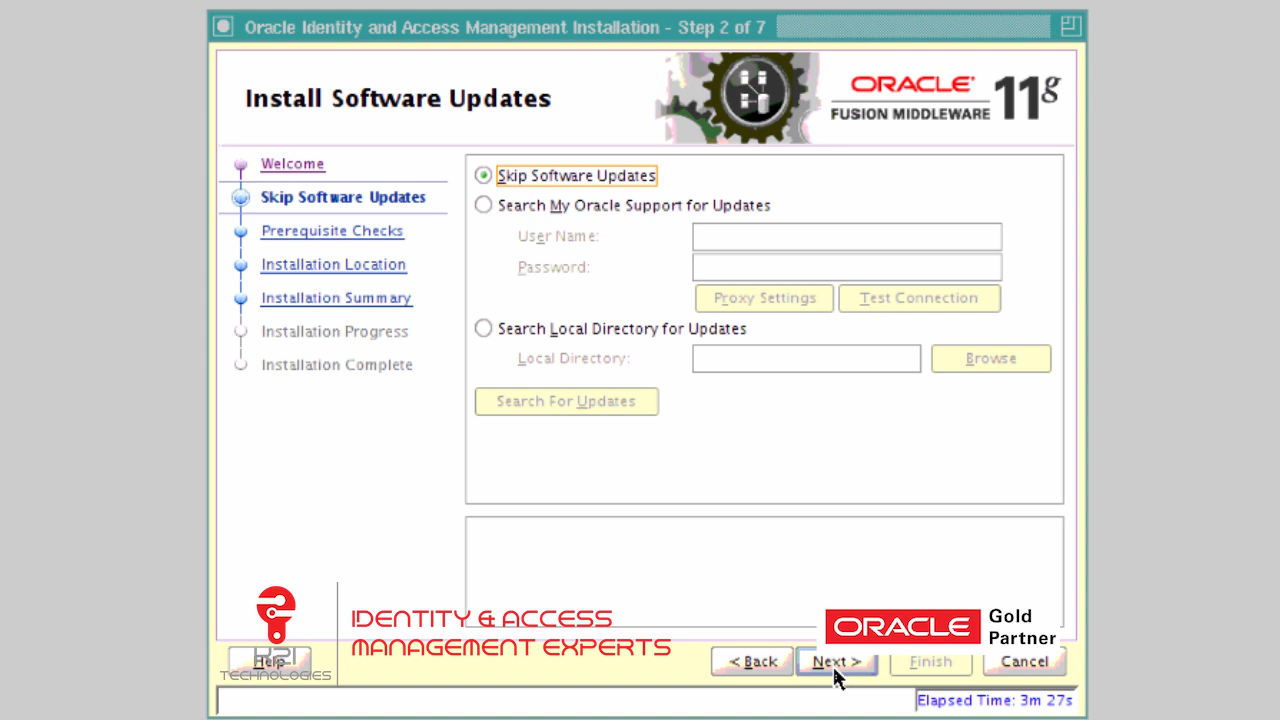 Oracle Identity and Access Management Installation - Step 2 of 7
Install Software Updates
ORACLE
FUSION MIDDLEWARE 11g
Welcome
Skip Software Updates
Prerequisite Checks
Installation Location
Installation Summary
Installation Progress
Installation Complete
Skip Software Updates
Search My Oracle Support for Updates
User Name:
Password:
Proxy Settings
Test Connection
Search Local Directory for Updates
Local Directory:
Browse
Search For Updates
IDENTITY & ACCESS
MANAGEMENT EXPERTS
K21
TECHNOLOGIES
ORACLE
Gold
Partner
Help
< Back
Next >
Finish
Cancel
Elapsed Time: 3m 27s